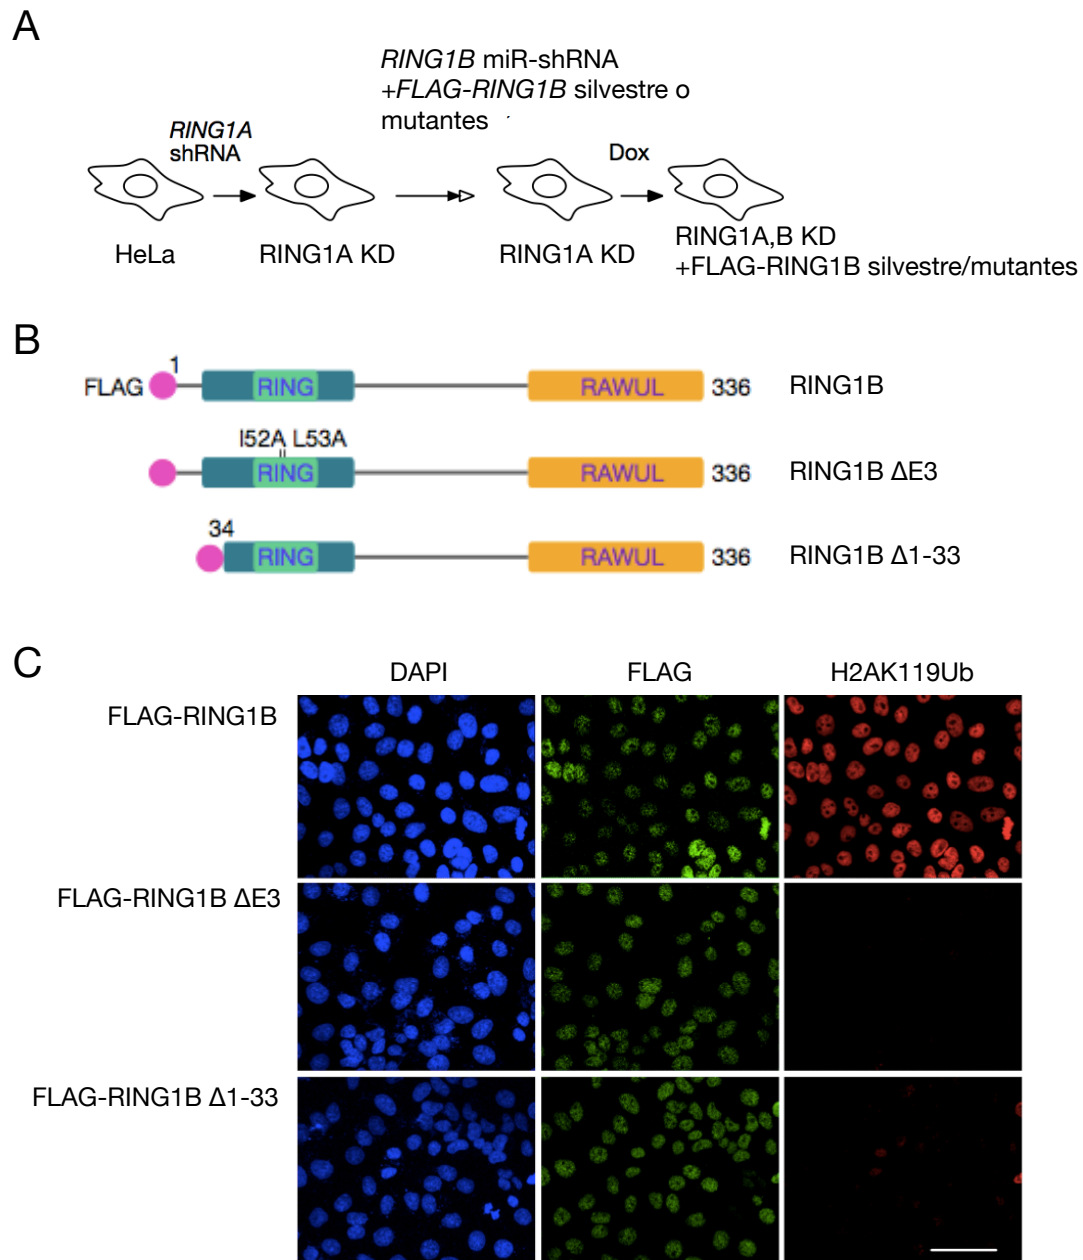 A
RING1B miR-shRNA
+FLAG-RING1B silvestre o
mutantes
RING1A
shRNA
Dox
HeLa
RING1A KD
RING1A KD
RING1A,B KD
+FLAG-RING1B silvestre/mutantes
B
1
FLAG
RING
RAWUL
336
RING1B
I52A L53A
RING
RAWUL
336
RING1B ΔE3
34
RING
RAWUL
336
RING1B Δ1-33
C
DAPI
FLAG
H2AK119Ub
FLAG-RING1B
FLAG-RING1B ΔE3
FLAG-RING1B Δ1-33